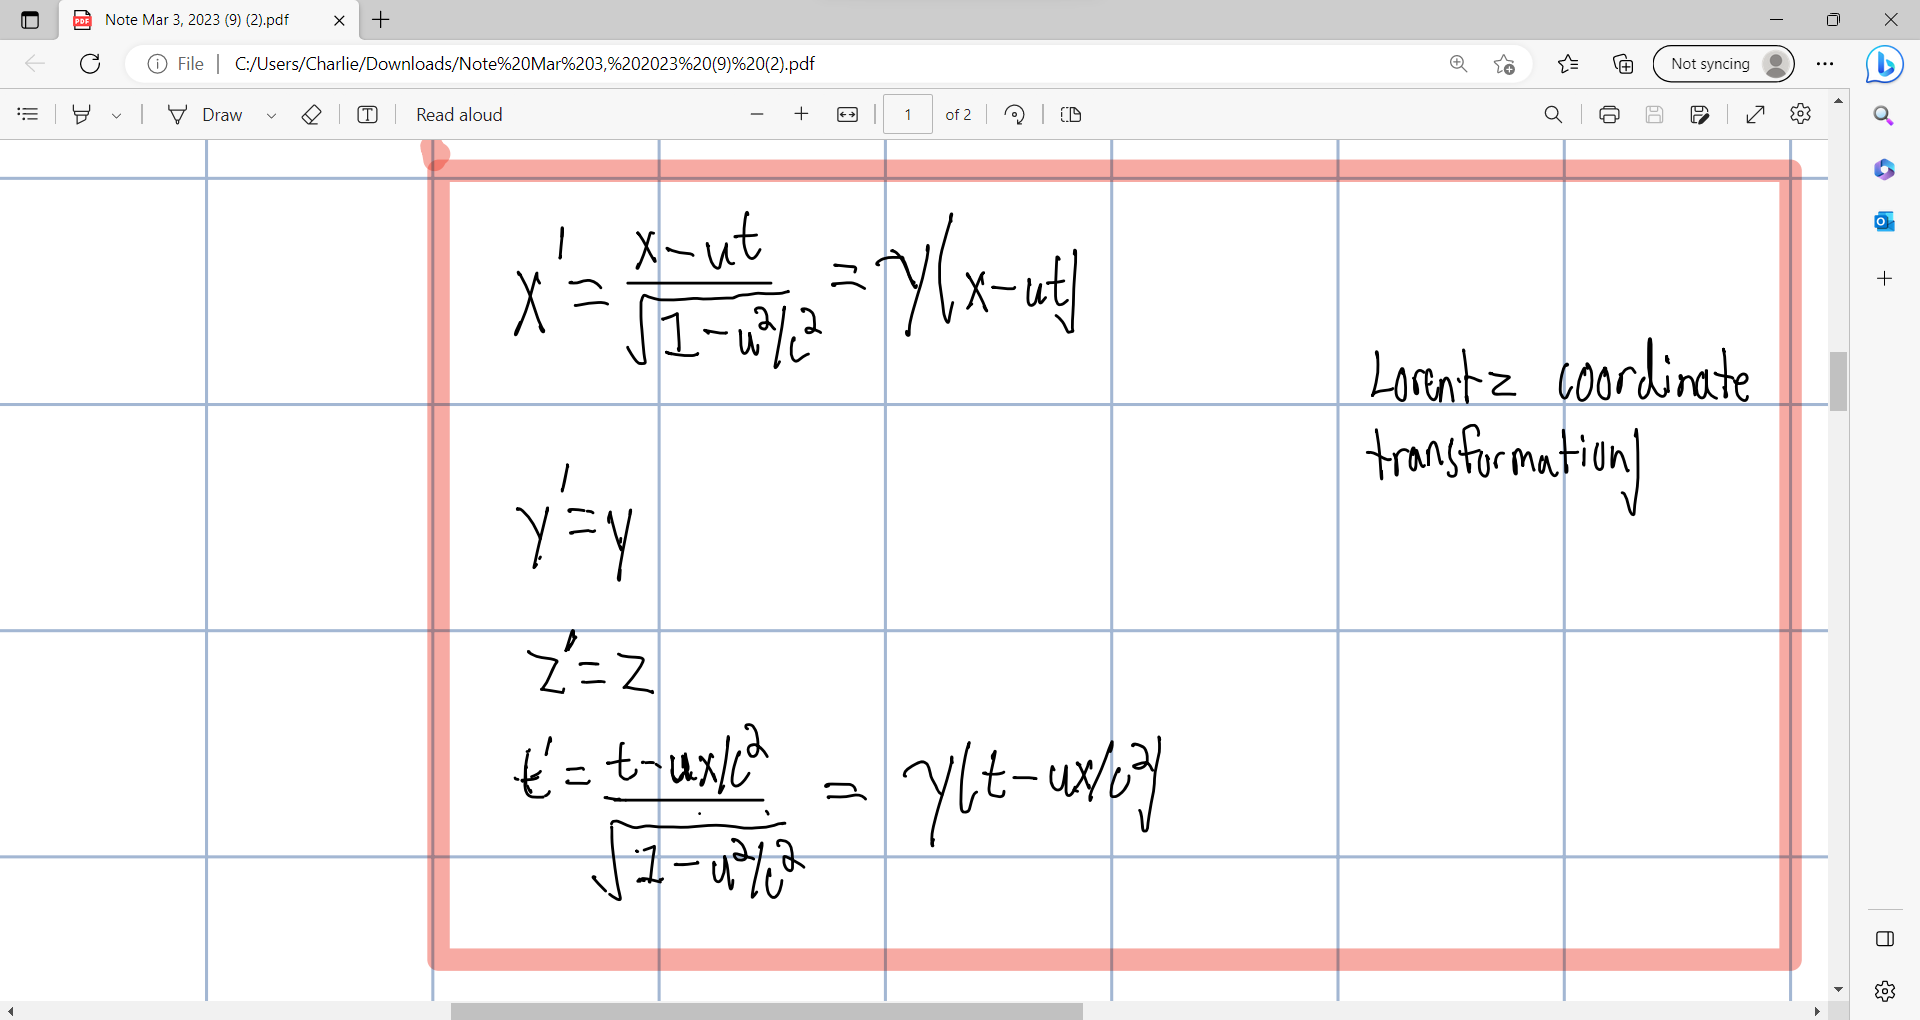 Note Mar 3, 2023 (9) (2).pdf
File | C:/Users/Charlie/Downloads/Note%20Mar%203,%202023%20(9)%20(2).pdf
Not syncing
Draw
Read aloud
1 of 2
x' = (x-ut)/√(1-u²/c²) = γ(x-ut)
Lorentz coordinate
transformation)
y' = y
z' = z
t' = (t-ux/c²)/√(1-u²/c²) = γ(t-ux/c²)